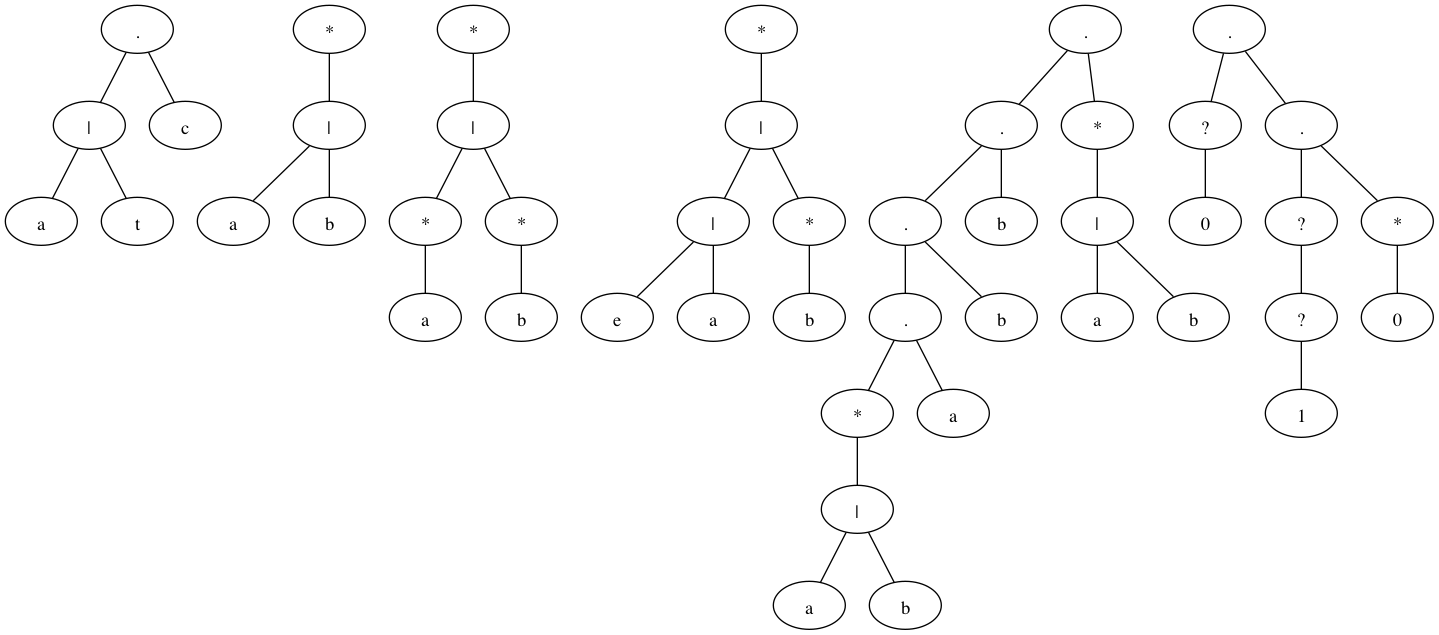 . * * * . .
| c | | | . * ? .
a t a b * * | * . b | 0 ? *
a b e a b . b a b ? 0
* a 1
|
a b